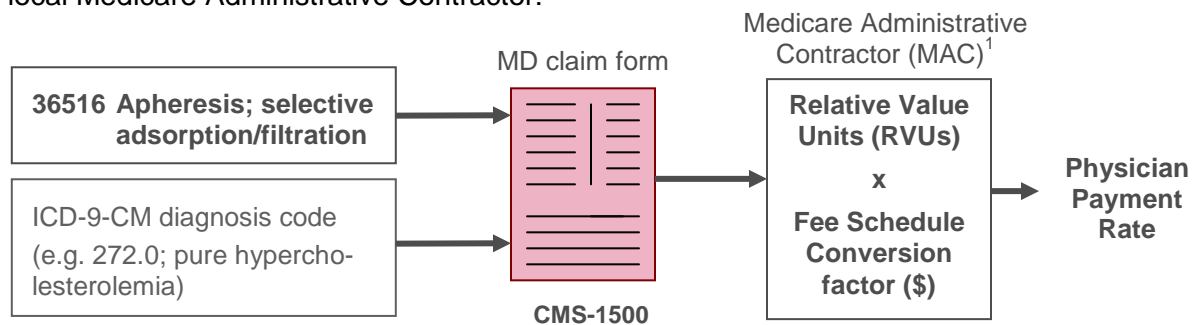 local Medicare Administrative Contractor.
Medicare Administrative
Contractor (MAC)1
MD claim form
36516 Apheresis; selective
adsorption/filtration
ICD-9-CM diagnosis code
(e.g. 272.0; pure hypercho-
lesterolemia)
CMS-1500
Relative Value
Units (RVUs)
x
Fee Schedule
Conversion
factor ($)
Physician
Payment
Rate